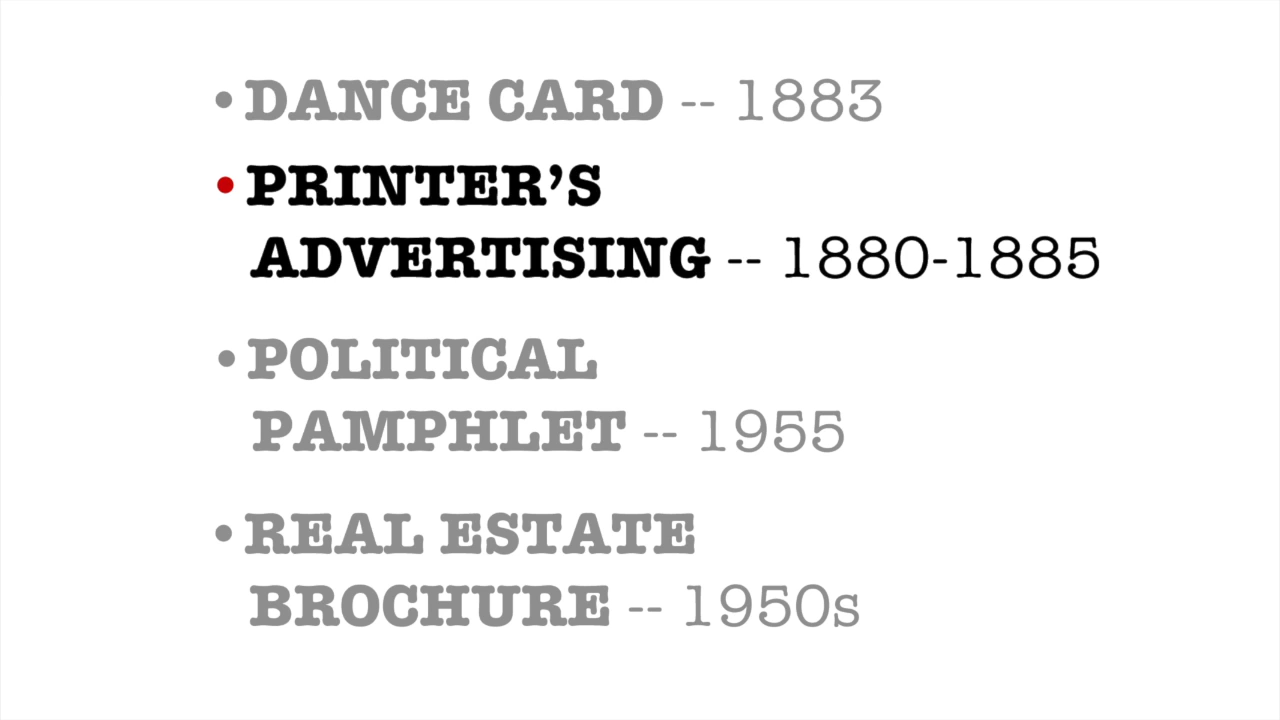 • DANCE CARD -- 1883
• PRINTER’S
ADVERTISING -- 1880-1885
• POLITICAL
PAMPHLET -- 1955
• REAL ESTATE
BROCHURE -- 1950s